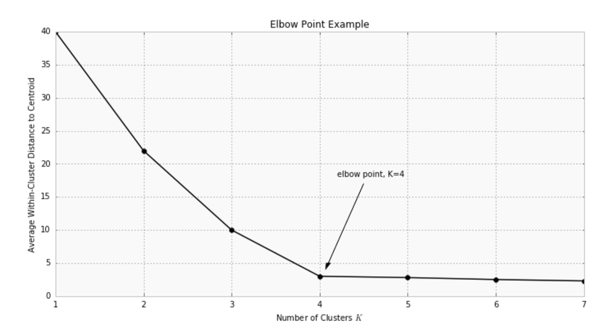 Elbow Point Example
Average Within-Cluster Distance to Centroid
40
35
30
25
20
15
10
5
0
elbow point, K=4
1 2 3 4 5 6 7
Number of Clusters K